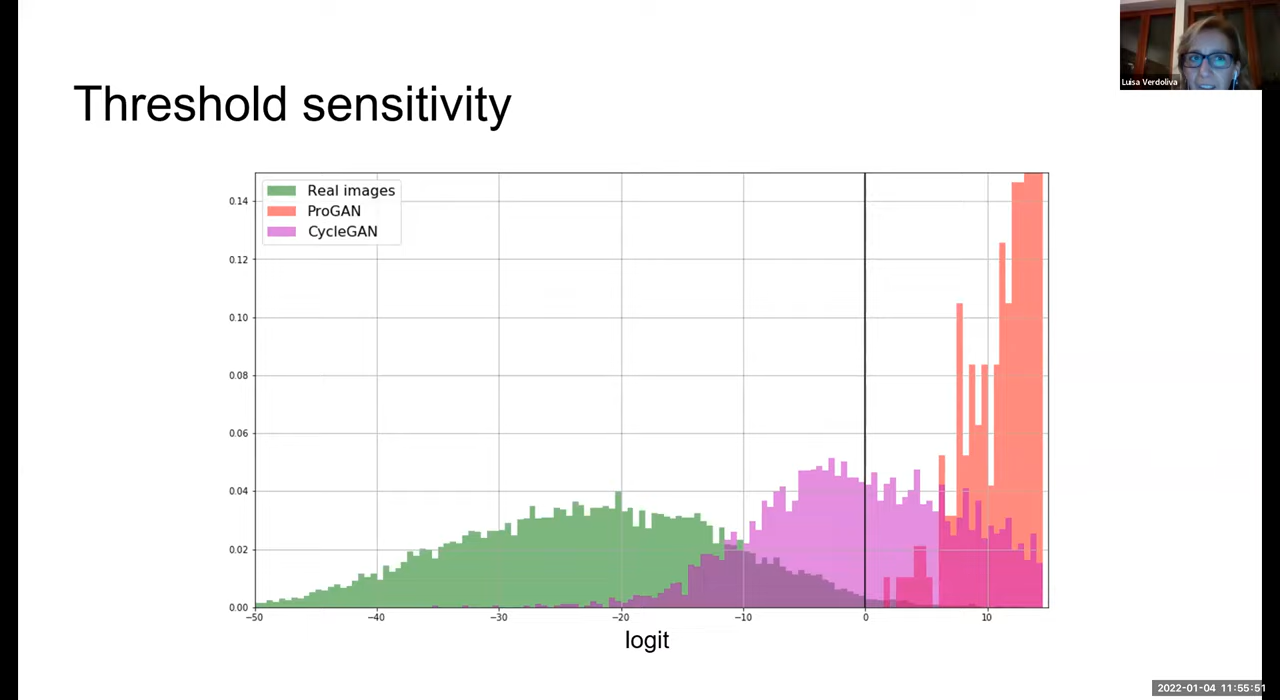 Luisa Verdoliva
Threshold sensitivity
Real images
ProGAN
CycleGAN
0.14
0.12
0.10
0.08
0.06
0.04
0.02
0.00
−50 −40 −30 −20 −10 0 10
logit
2022-01-04 11:55:51